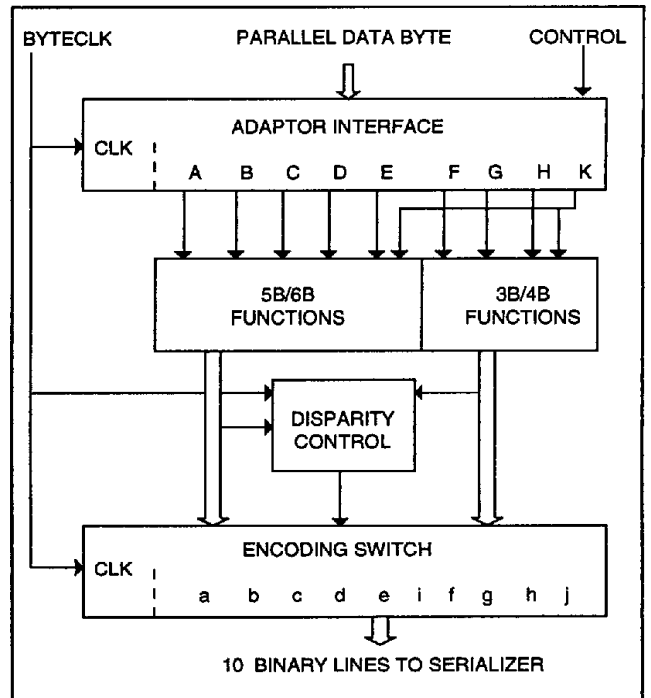 BYTECLK PARALLEL DATA BYTE CONTROL
ADAPTOR INTERFACE
CLK
A B C D E F G H K
5B/6B FUNCTIONS
3B/4B FUNCTIONS
DISPARITY
CONTROL
ENCODING SWITCH
CLK
a b c d e i f g h j
10 BINARY LINES TO SERIALIZER